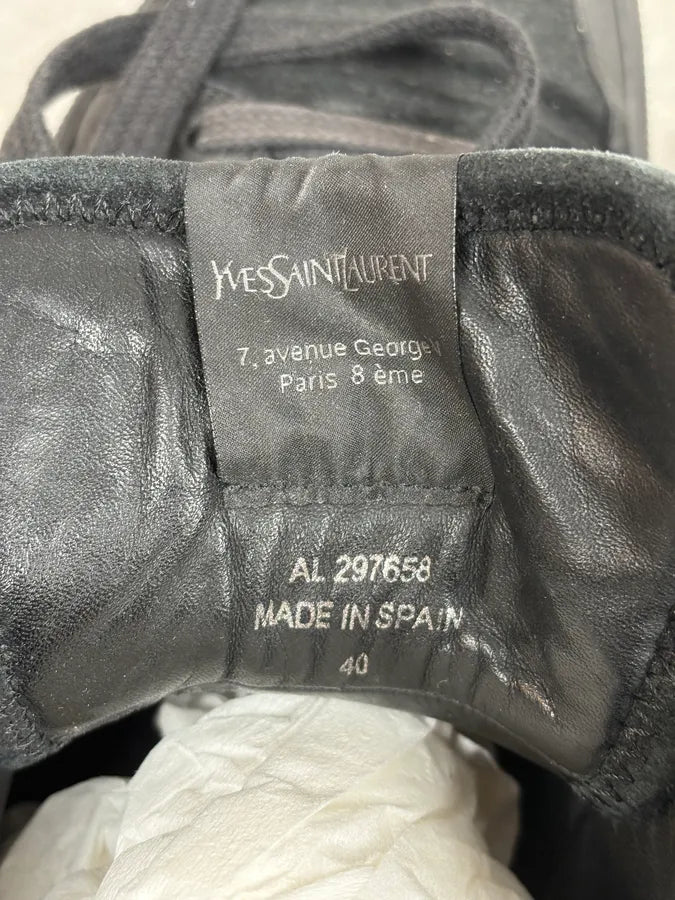 YVESSAINTLAURENT
7, avenue George V
Paris 8 ème
AL 297658
MADE IN SPAIN
40